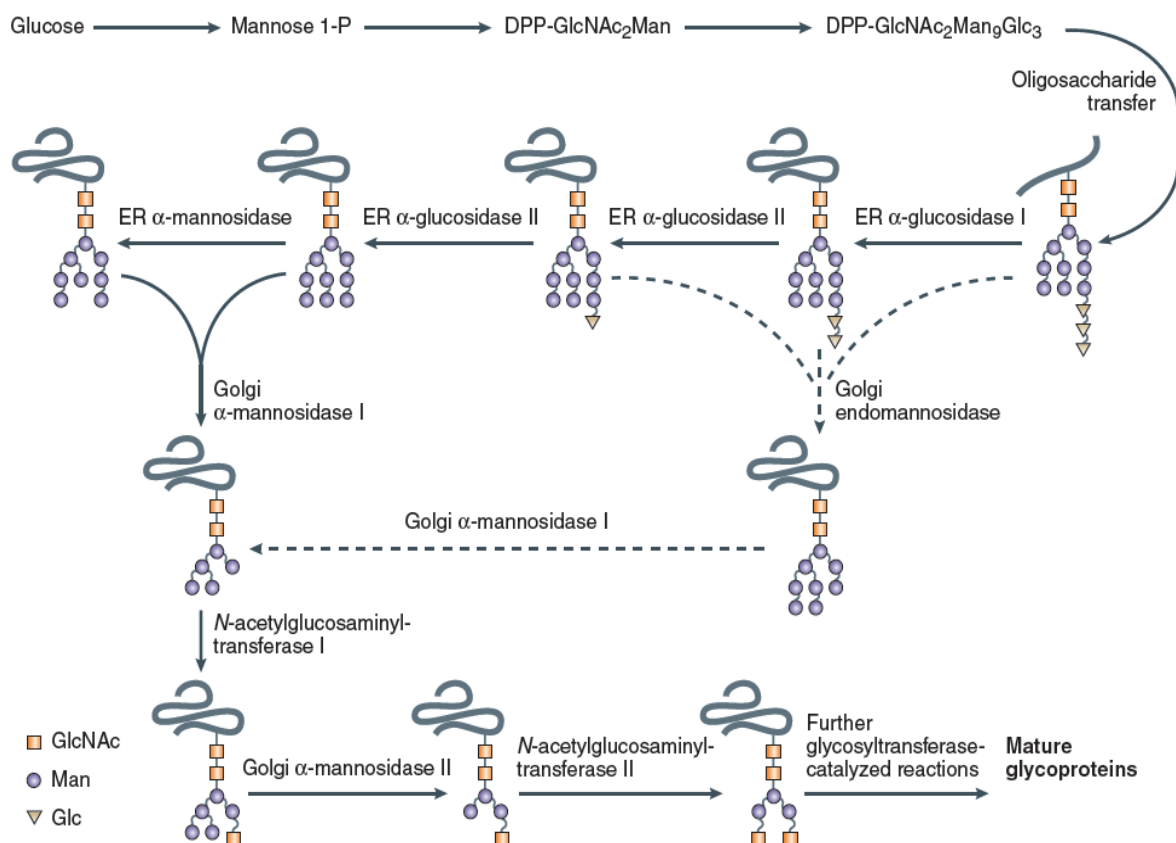 Glucose
Mannose 1-P
DPP-GlcNAc₂Man
DPP-GlcNAc₂Man₉Glc₃
Oligosaccharide
transfer
ER α-mannosidase
ER α-glucosidase II
ER α-glucosidase II
ER α-glucosidase I
Golgi
α-mannosidase I
Golgi
endomannosidase
Golgi α-mannosidase I
N-acetylglucosaminyl-
transferase I
GlcNAc
Man
Glc
Golgi α-mannosidase II
N-acetylglucosaminyl-
transferase II
Further
glycosyltransferase-
catalyzed reactions
Mature
glycoproteins